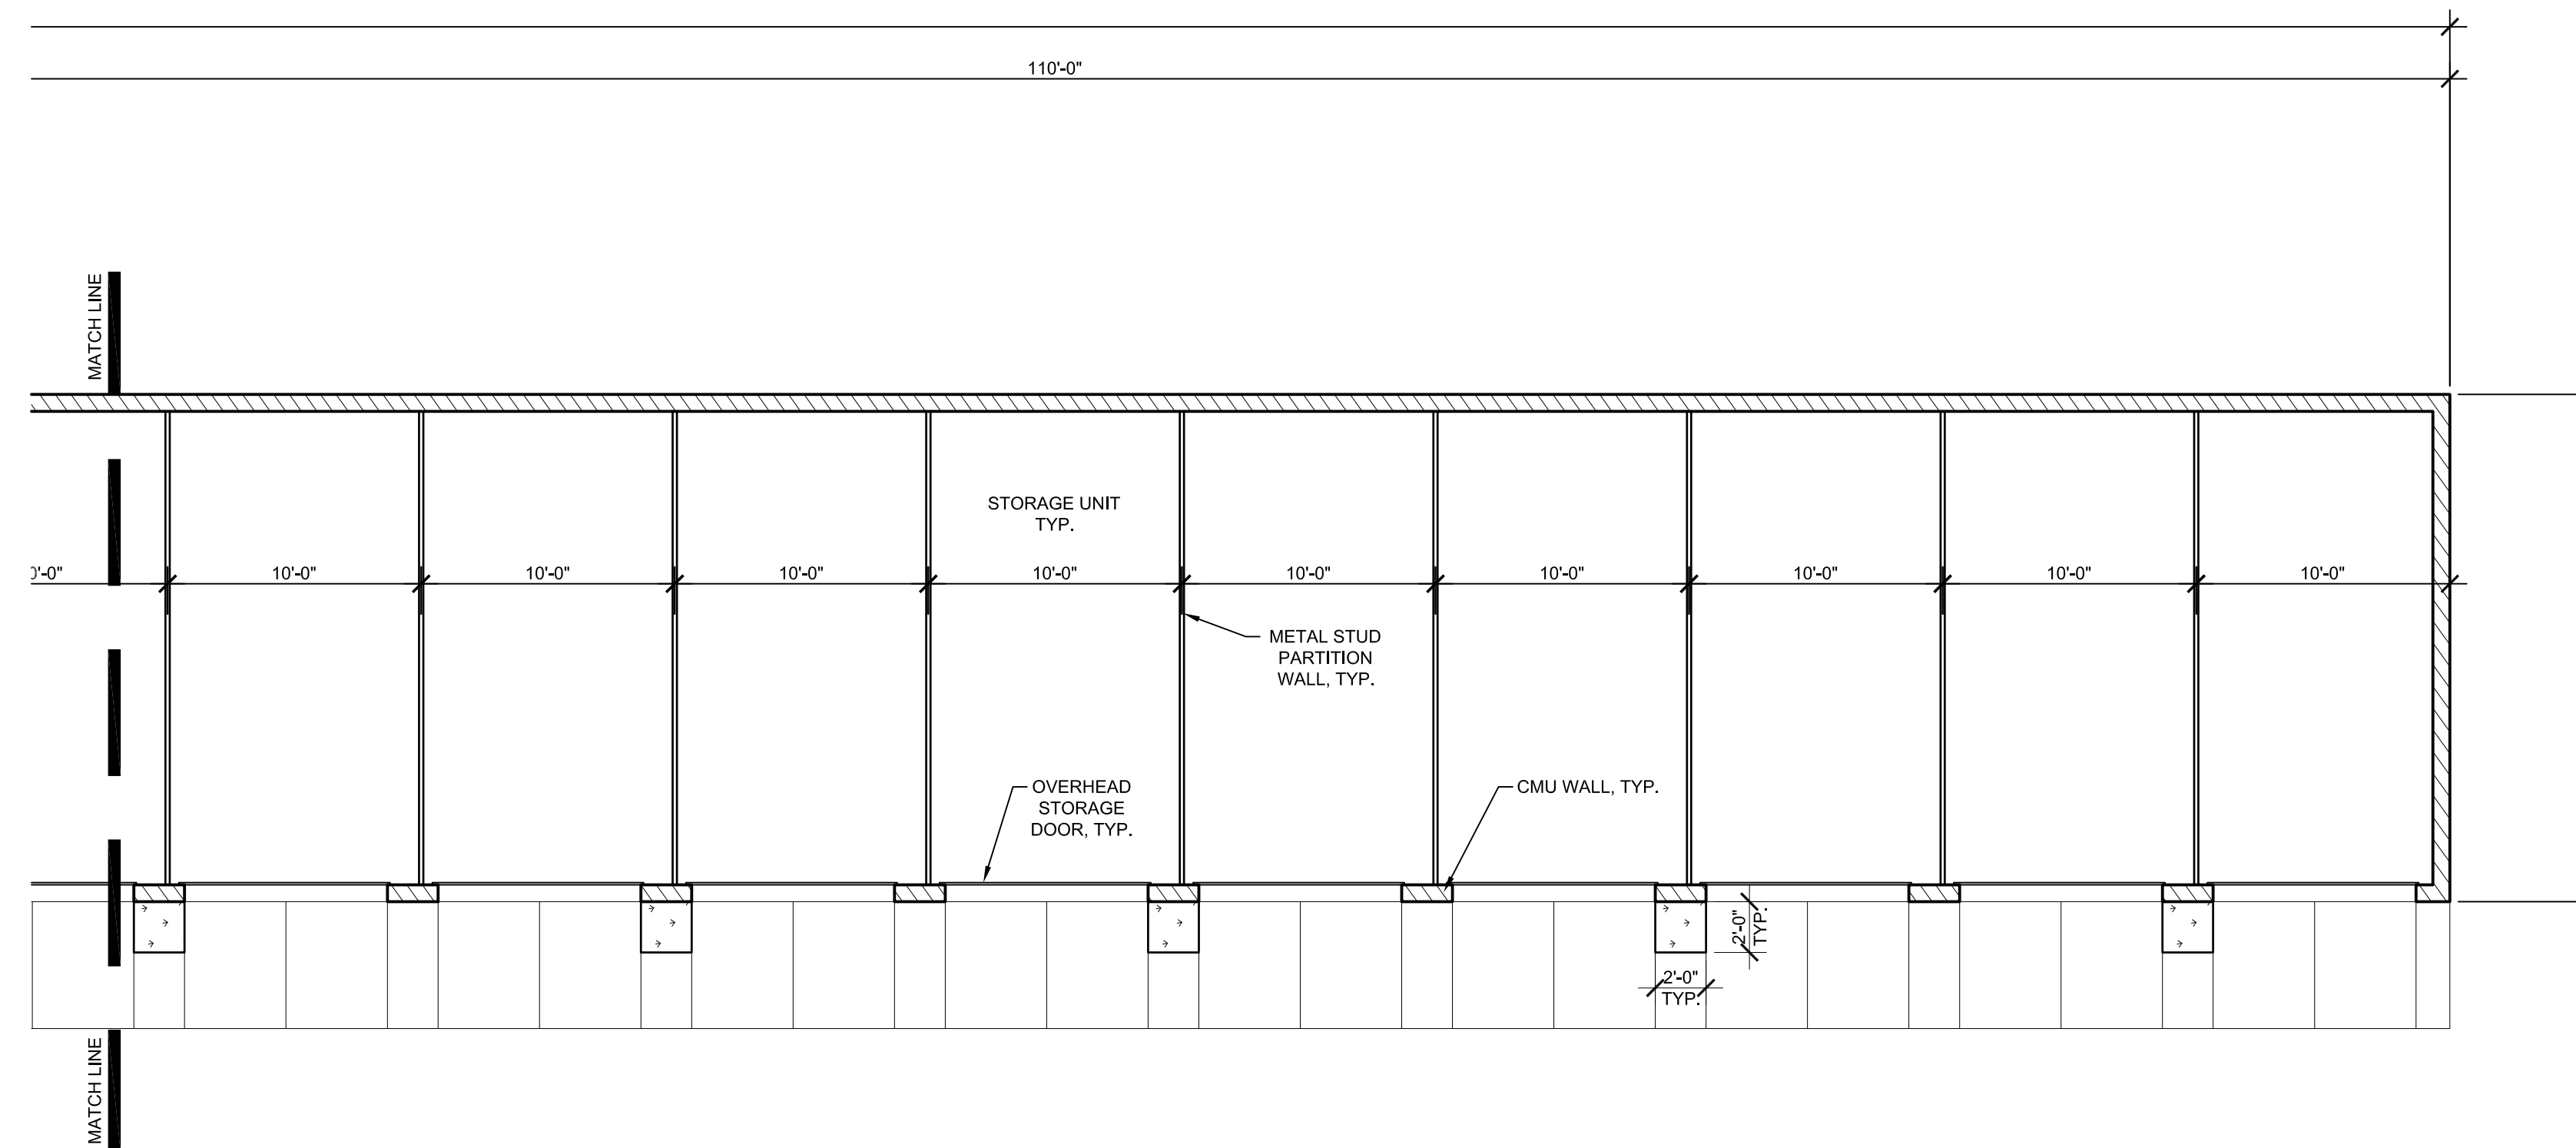 110'-0"
MATCH LINE
STORAGE UNIT
TYP.
0'-0"
10'-0"
10'-0"
10'-0"
10'-0"
10'-0"
10'-0"
10'-0"
10'-0"
10'-0"
METAL STUD
PARTITION
WALL, TYP.
OVERHEAD
STORAGE
DOOR, TYP.
CMU WALL, TYP.
2'-0"
TYP.
2'-0"
TYP.
MATCH LINE